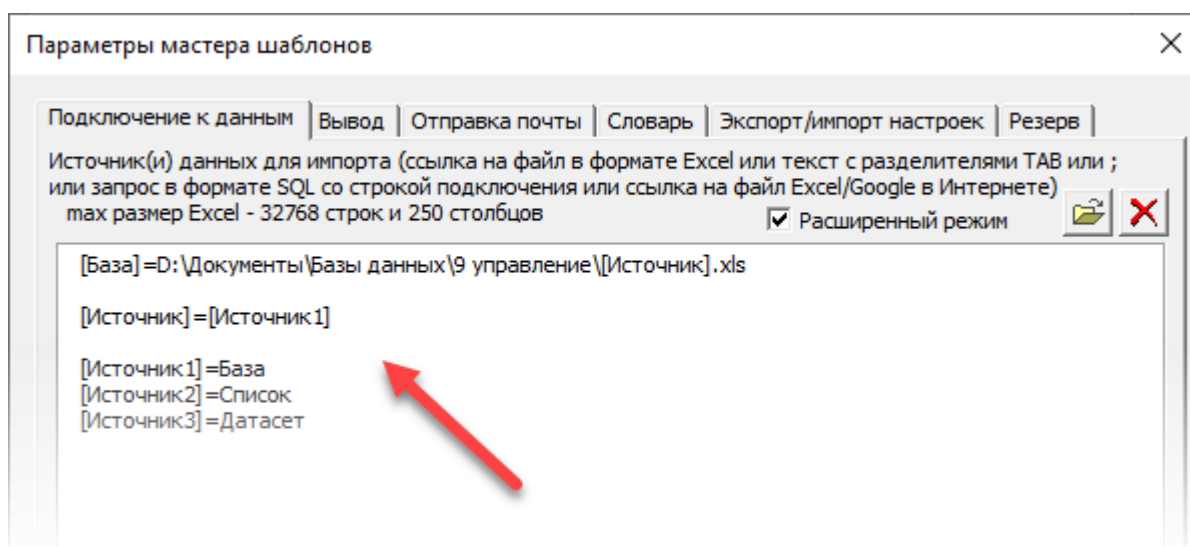 Параметры мастера шаблонов
Подключение к данным Вывод Отправка почты Словарь Экспорт/импорт настроек Резерв
Источник(и) данных для импорта (ссылка на файл в формате Excel или текст с разделителями TAB или ;
или запрос в формате SQL со строкой подключения или ссылка на файл Excel/Google в Интернете)
max размер Excel - 32768 строк и 250 столбцов Расширенный режим
[База]=D:\Документы\Базы данных\9 управление\[Источник].xls
[Источник]=[Источник1]
[Источник1]=База
[Источник2]=Список
[Источник3]=Датасет